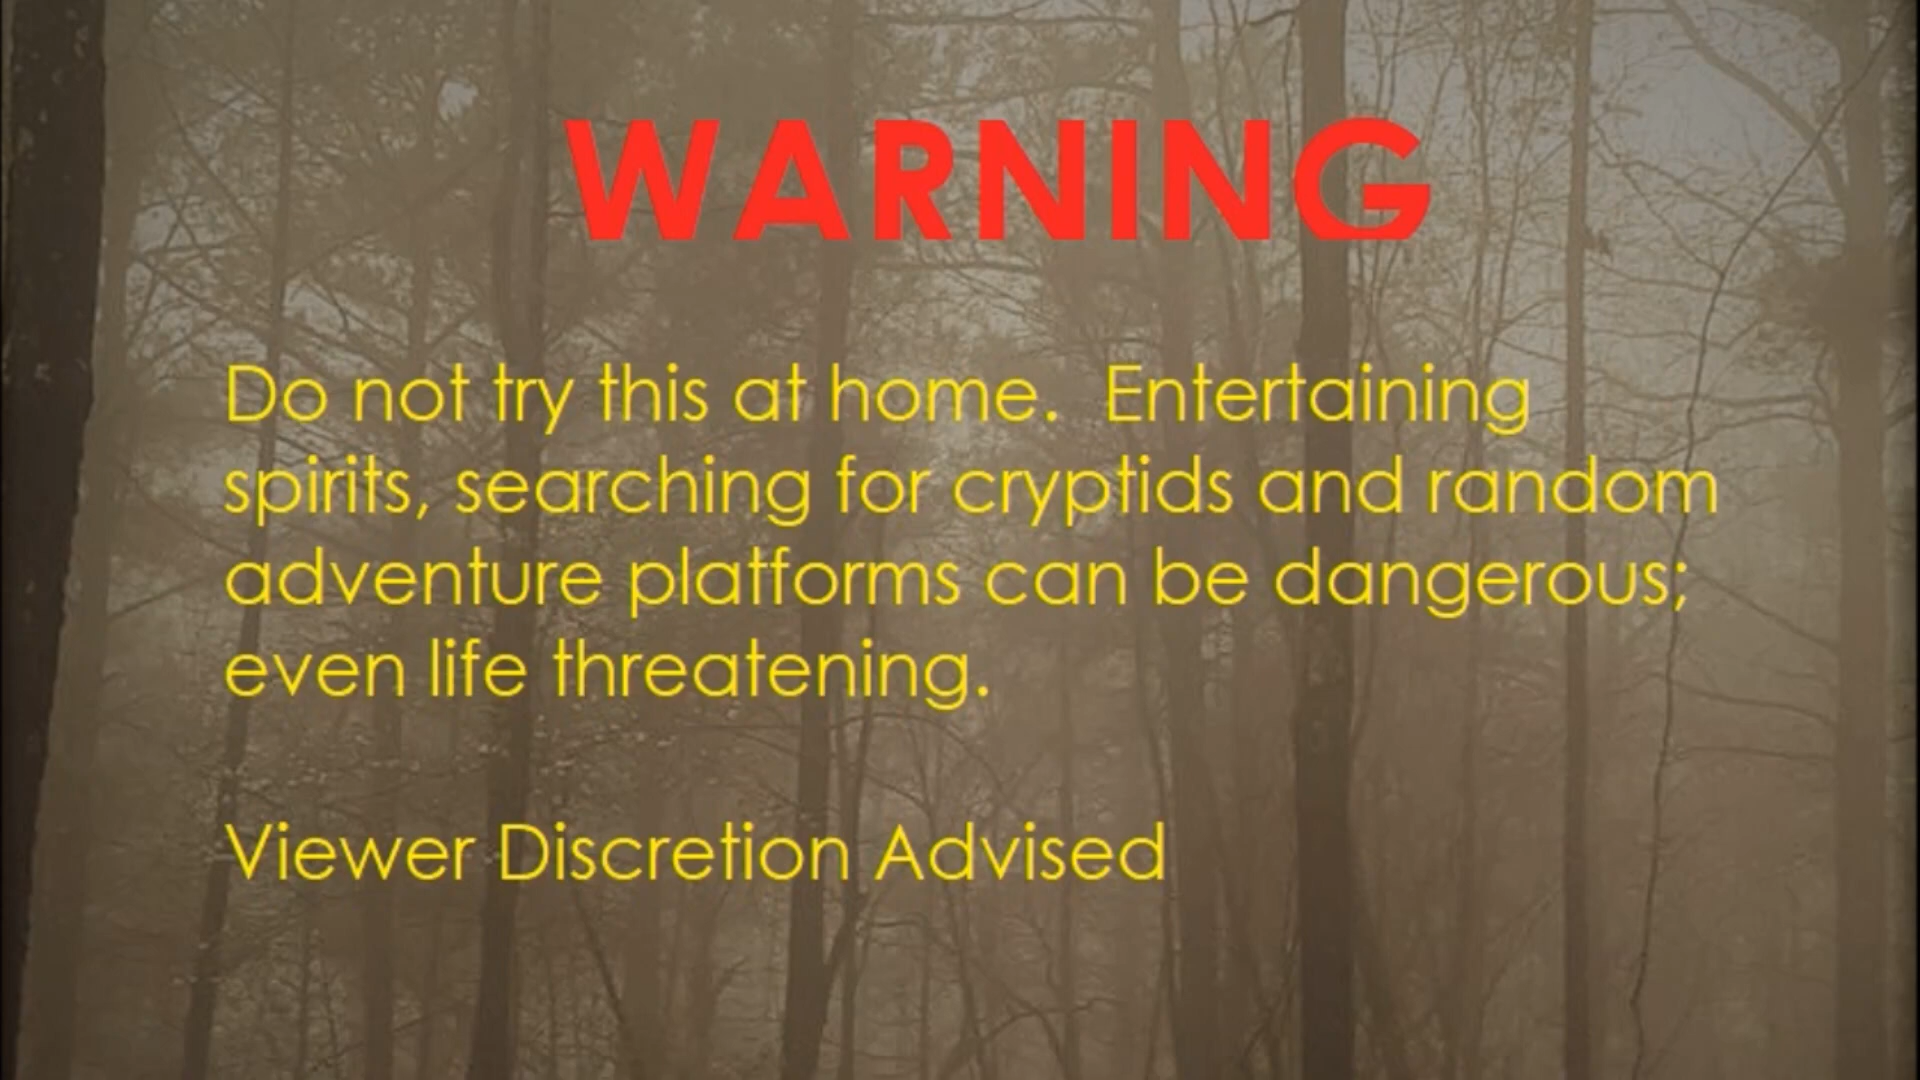 WARNING
Do not try this at home.  Entertaining
spirits, searching for cryptids and random
adventure platforms can be dangerous;
even life threatening.
Viewer Discretion Advised